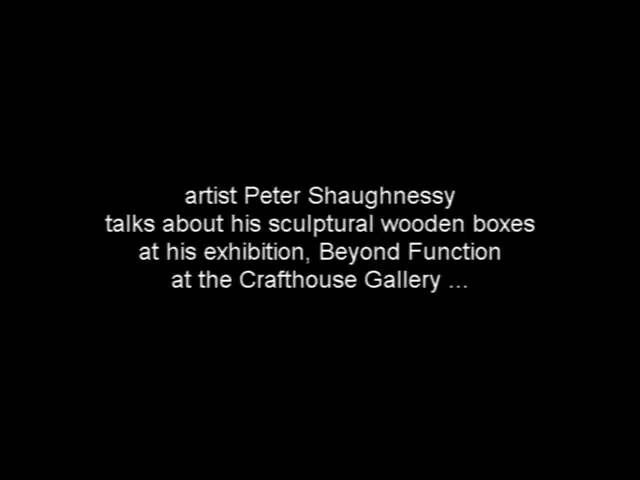 artist Peter Shaughnessy
talks about his sculptural wooden boxes
at his exhibition, Beyond Function
at the Crafthouse Gallery ...